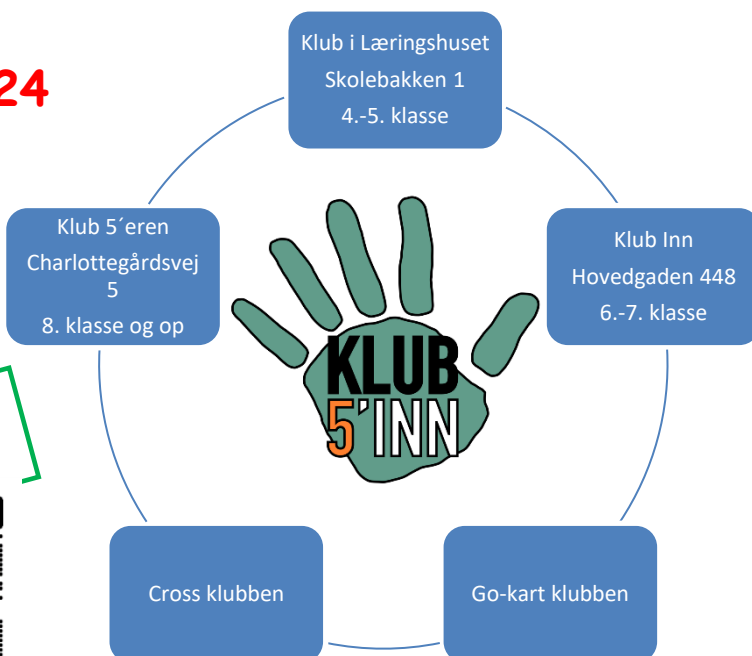 24
Klub i Læringshuset
Skolebakken 1
4.-5. klasse
Klub 5´eren
Charlottegårdsvej
5
8. klasse og op
Klub Inn
Hovedgaden 448
6.-7. klasse
KLUB
5'INN
Cross klubben
Go-kart klubben